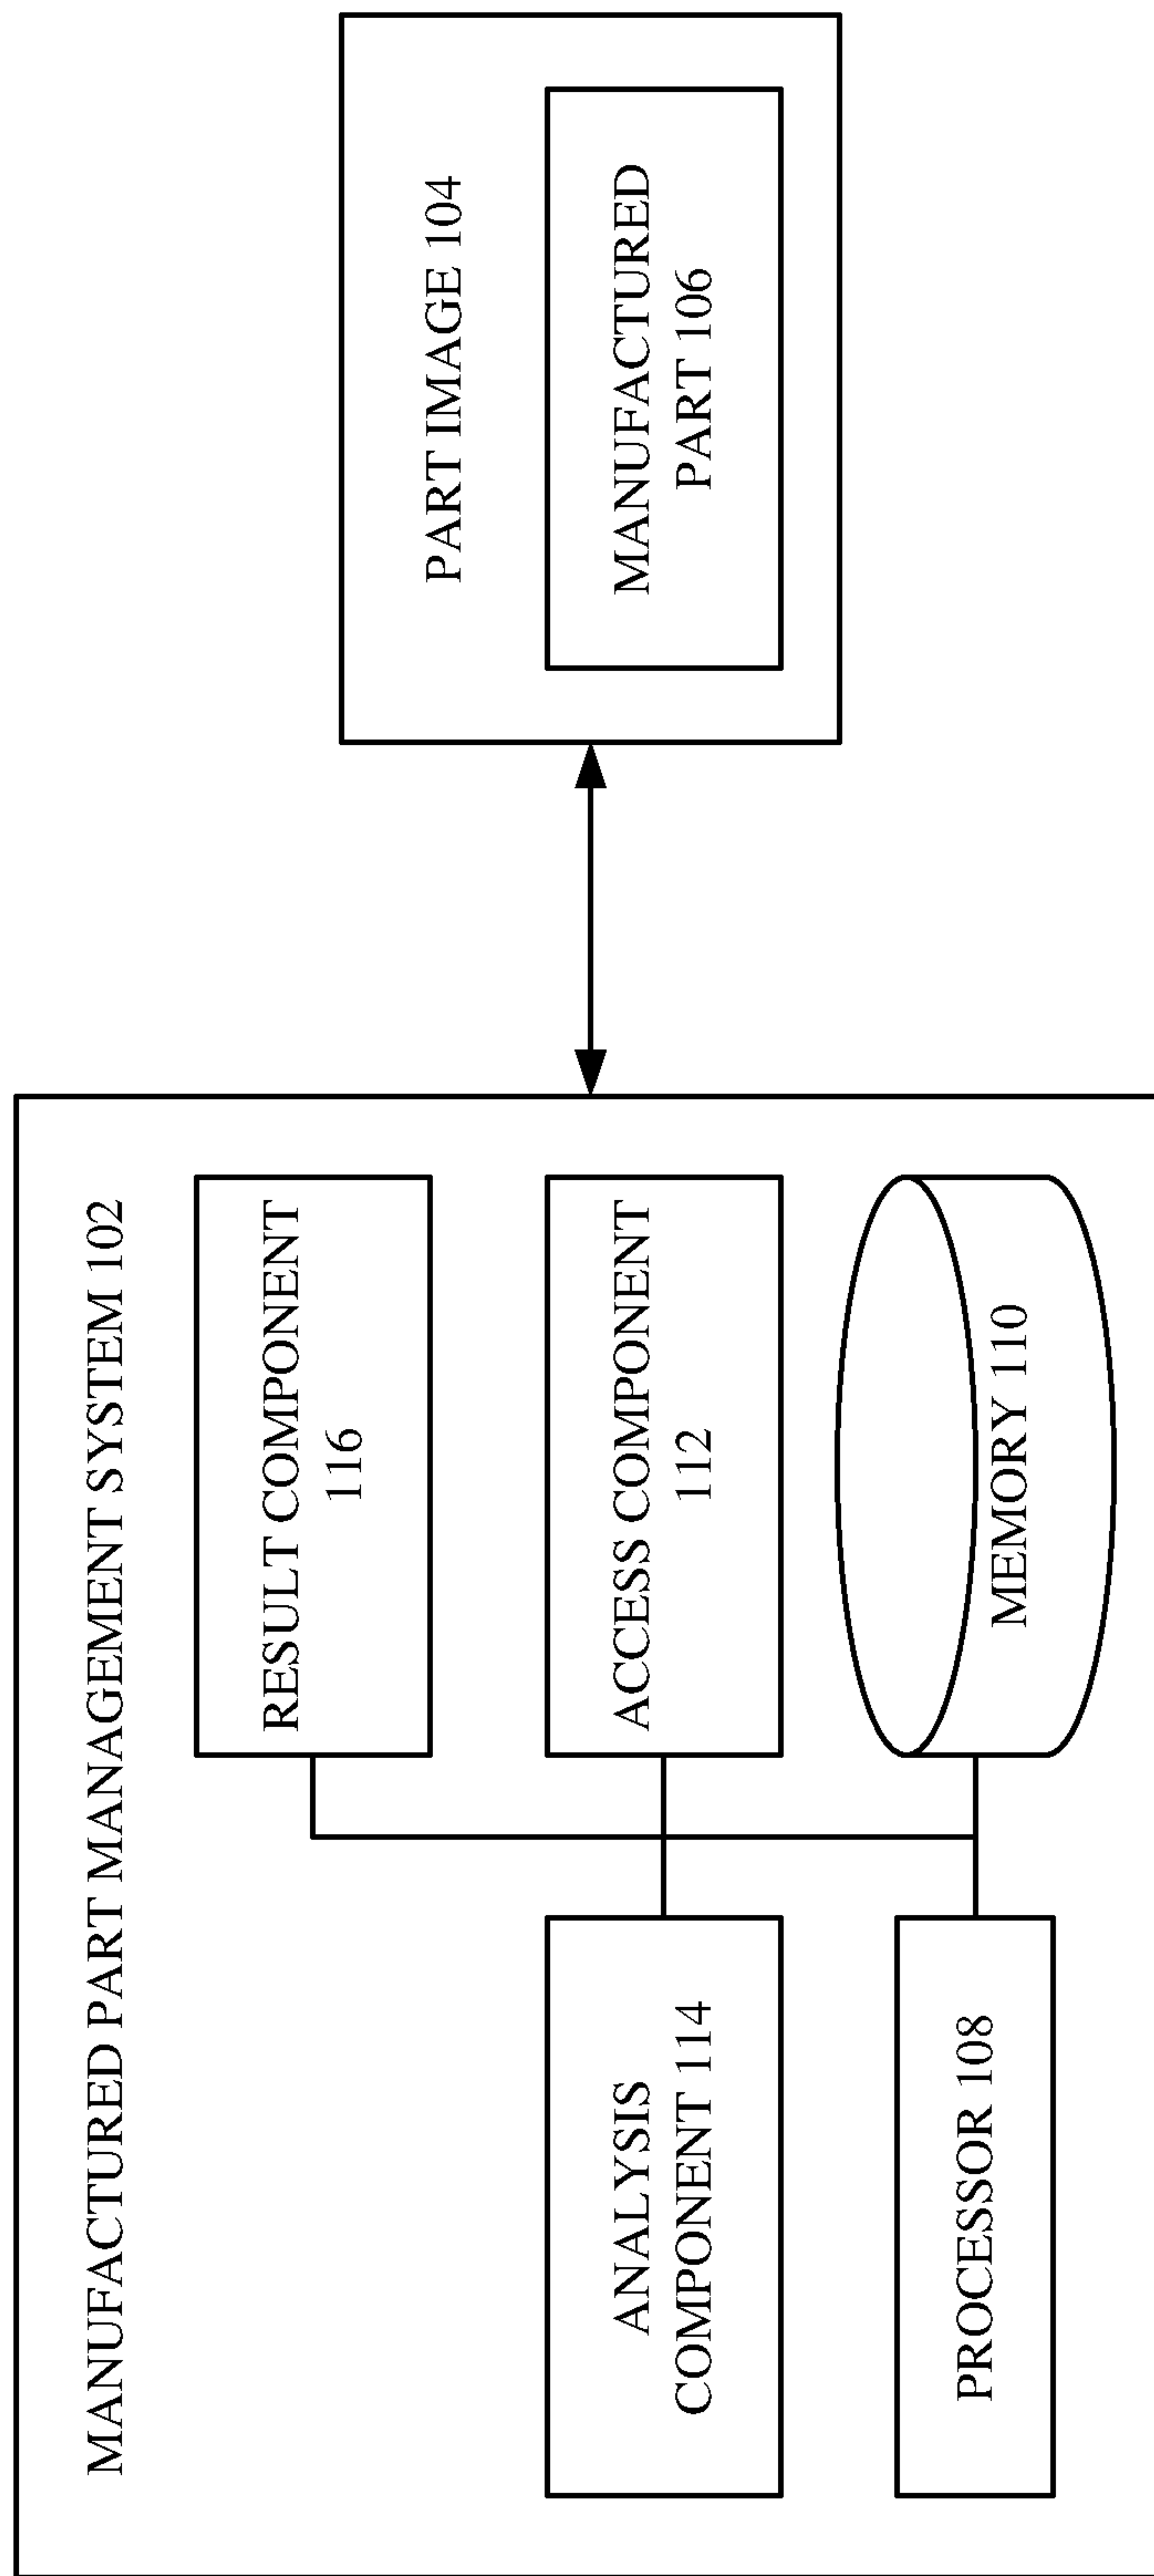 MANUFACTURED PART MANAGEMENT SYSTEM 102
RESULT COMPONENT
116
ANALYSIS
COMPONENT 114
ACCESS COMPONENT
112
PROCESSOR 108
MEMORY 110
PART IMAGE 104
MANUFACTURED
PART 106